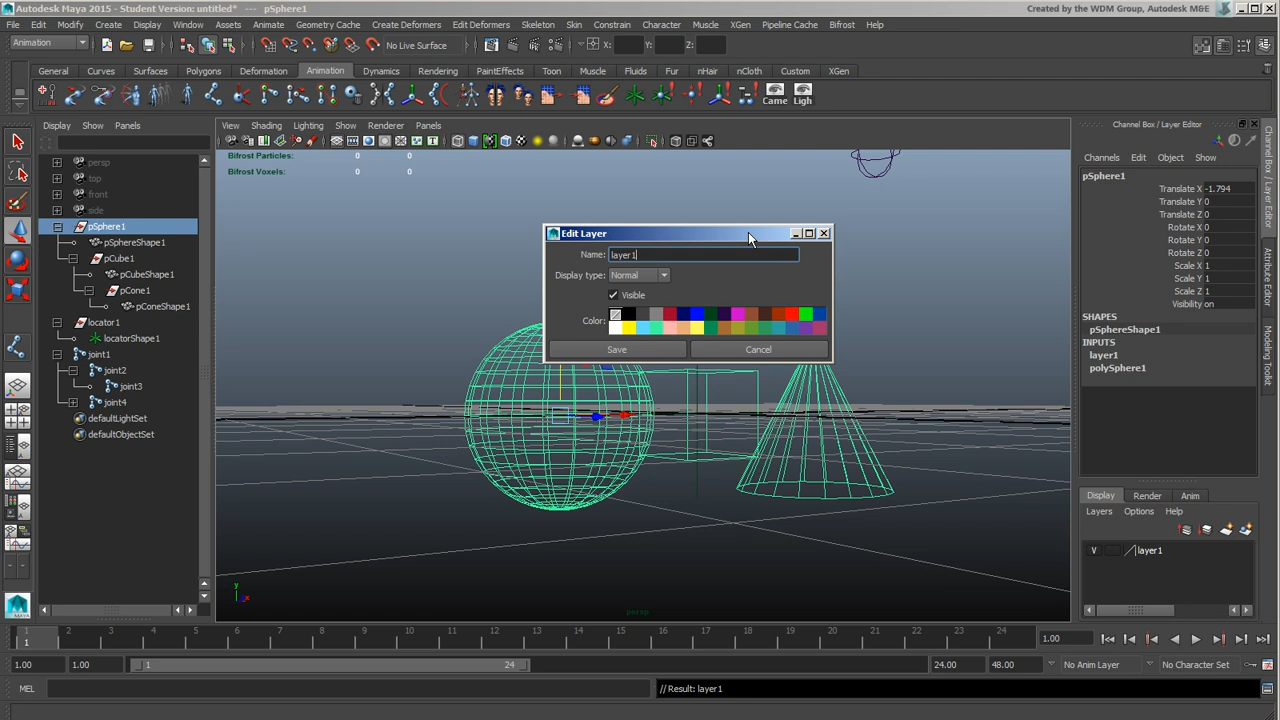 Autodesk Maya 2015 - Student Version: untitled*   ---   pSphere1
Created by the WDM Group, Autodesk M&E
File Edit Modify Create Display Window Assets Animate Geometry Cache Create Deformers Edit Deformers Skeleton Skin Constrain Character Muscle XGen Pipeline Cache Bifrost Help
Animation No Live Surface X: Y: Z:
General Curves Surfaces Polygons Deformation Animation Dynamics Rendering PaintEffects Toon Muscle Fluids Fur nHair nCloth Custom XGen
Came Ligh
Display Show Panels
View Shading Lighting Show Renderer Panels
Channel Box / Layer Editor
Channels Edit Object Show
Bifrost Particles: 0 0
Bifrost Voxels: 0 0
persp
top
front
side
pSphere1
pSphereShape1
pCube1
pCubeShape1
pCone1
pConeShape1
locator1
locatorShape1
joint1
joint2
joint3
joint4
defaultLightSet
defaultObjectSet
Edit Layer
Name: layer1
Display type: Normal
Visible
Color:
Save Cancel
y
persp
pSphere1
Translate X -1.794
Translate Y 0
Translate Z 0
Rotate X 0
Rotate Y 0
Rotate Z 0
Scale X 1
Scale Y 1
Scale Z 1
Visibility on
SHAPES
pSphereShape1
INPUTS
layer1
polySphere1
Display Render Anim
Layers Options Help
V layer1
Channel Box / Layer Editor
Attribute Editor
Modeling Toolkit
1 2 3 4 5 6 7 8 9 10 11 12 13 14 15 16 17 18 19 20 21 22 23 24
1 1.00
1.00 1.00 1 24 24.00 48.00 No Anim Layer No Character Set
MEL // Result: layer1